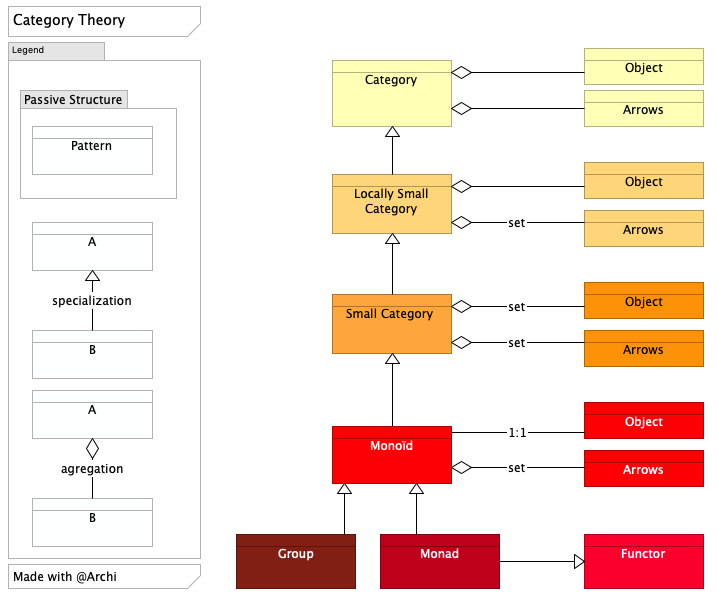 Category Theory
Legend
Passive Structure
Pattern
A
specialization
B
A
agregation
B
Made with @Archi
Category
Object
Arrows
Locally Small
Category
Object
set
Arrows
Small Category
set
Object
set
Arrows
Monoïd
1:1
Object
set
Arrows
Group
Monad
Functor